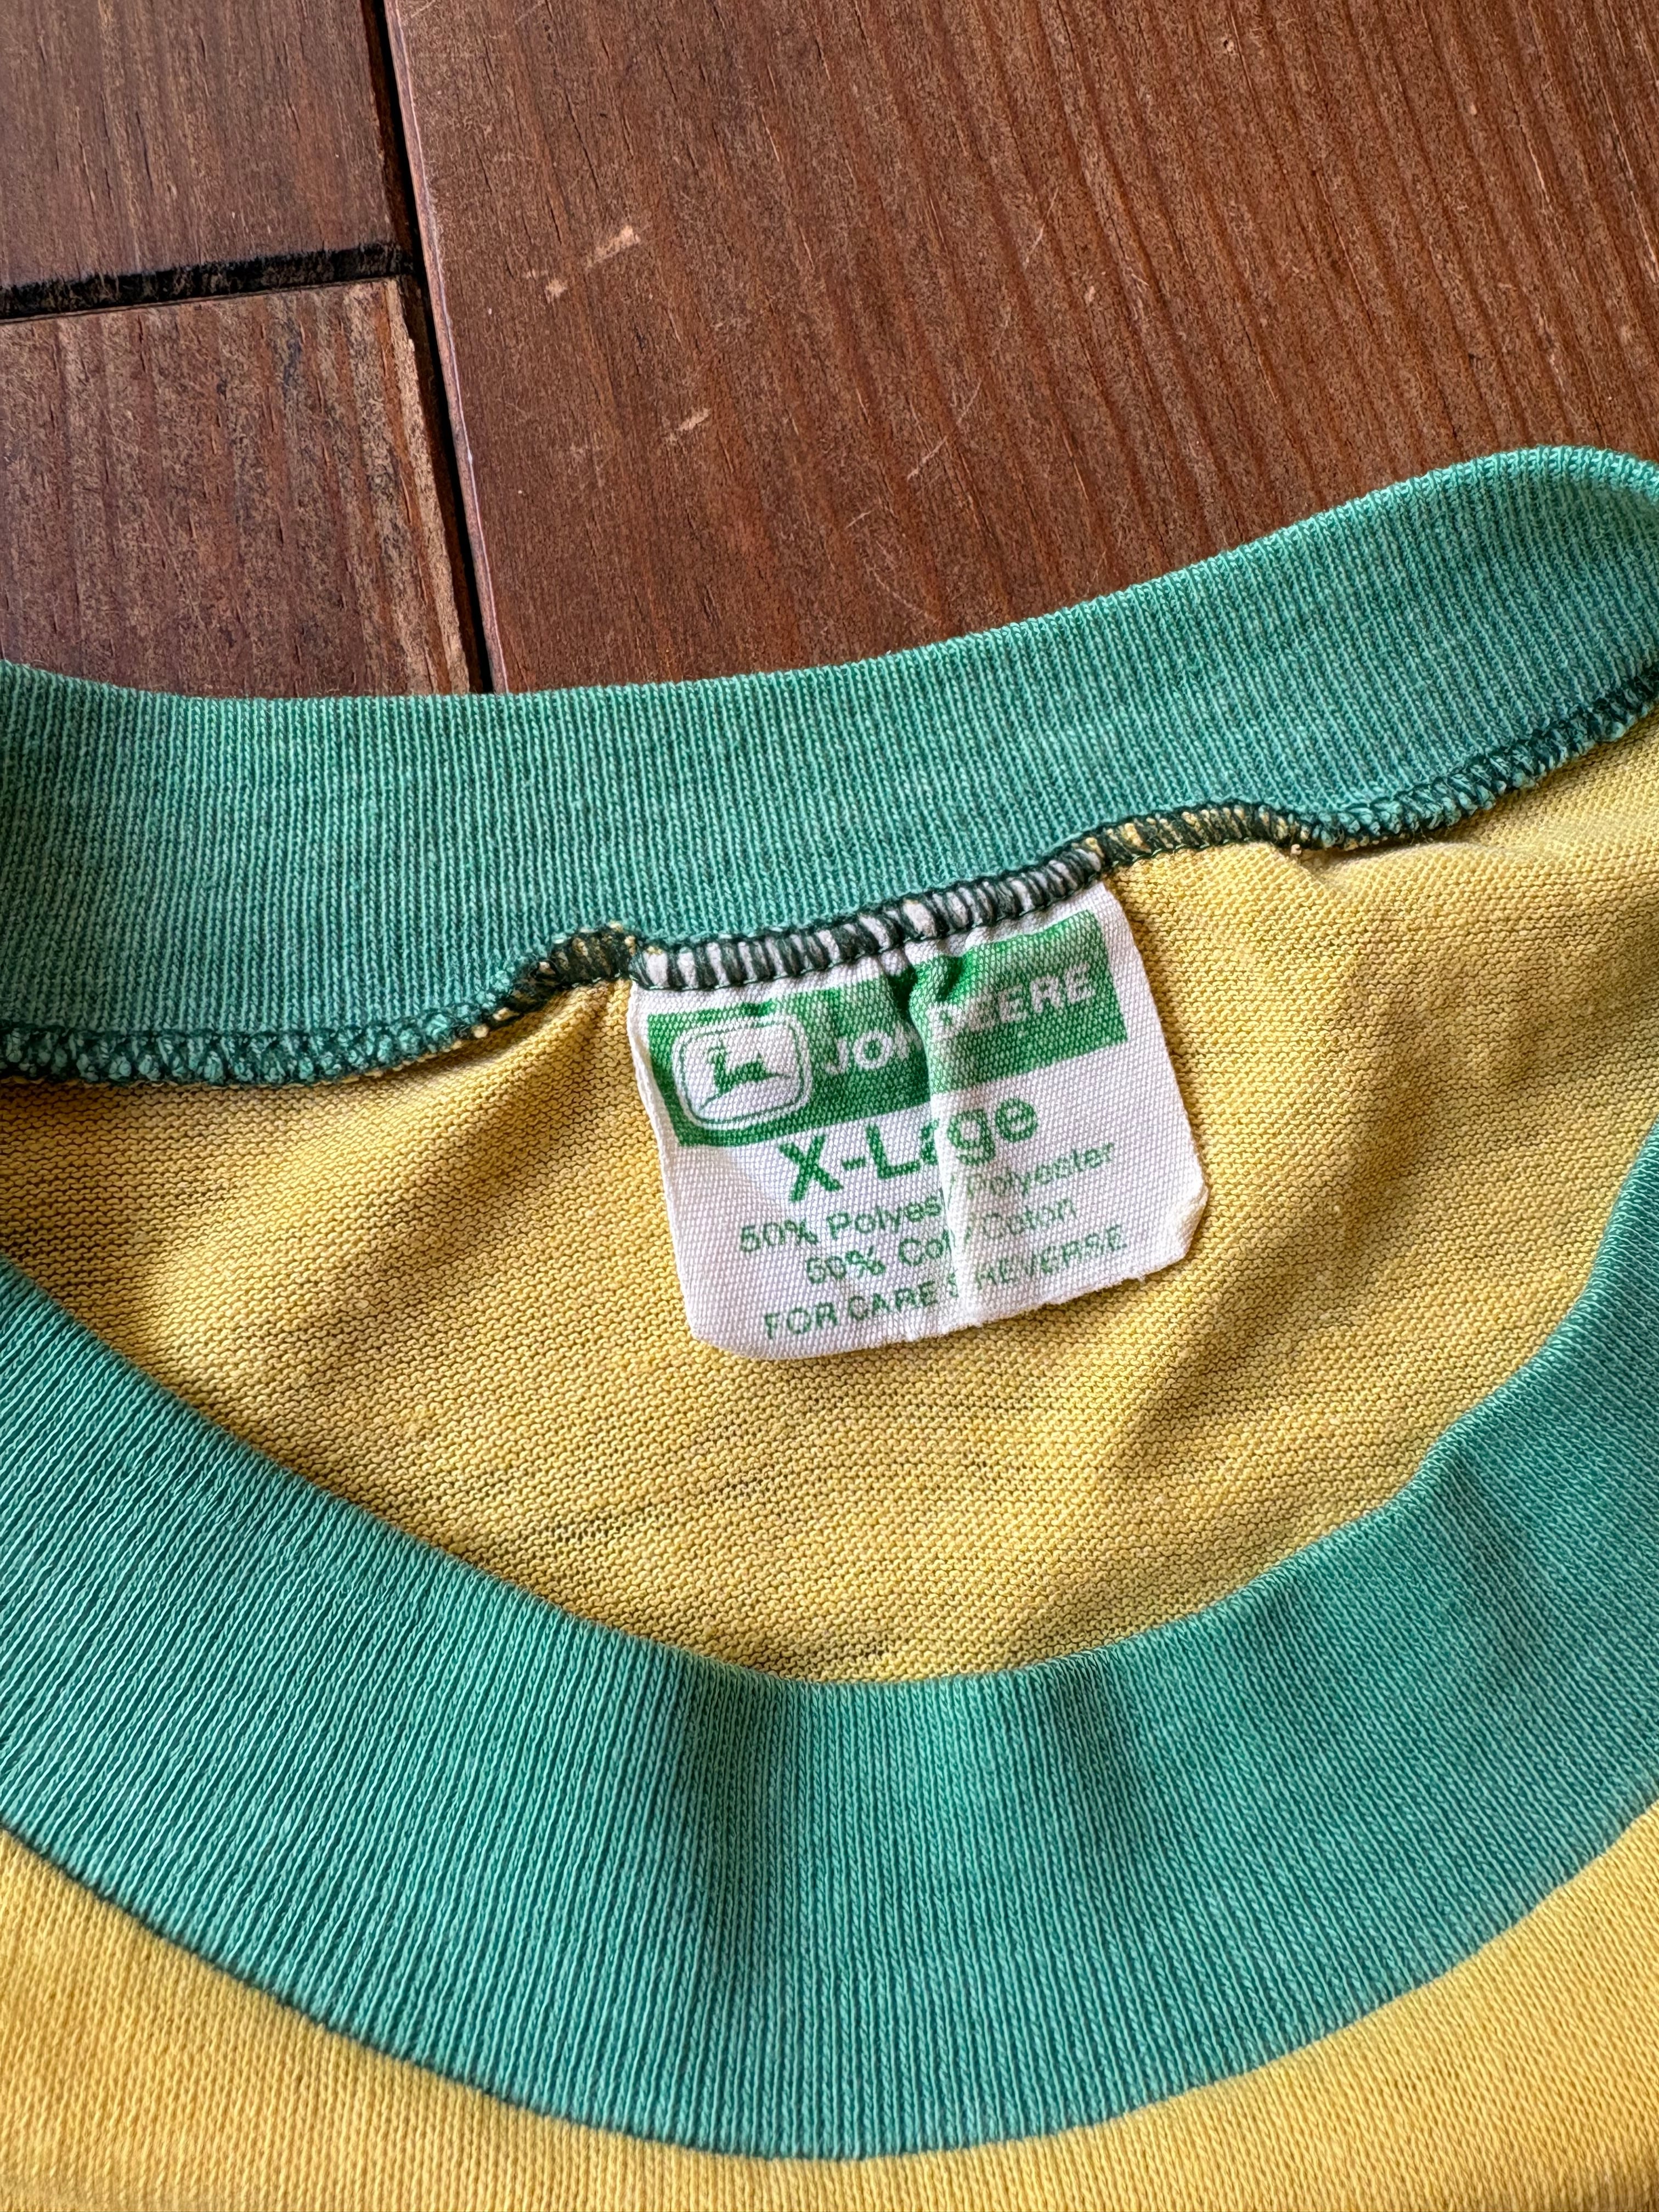 JOHN DEERE
X-Large
50% Polyester/Polyester
50% Cotton/Coton
FOR CARE SEE REVERSE